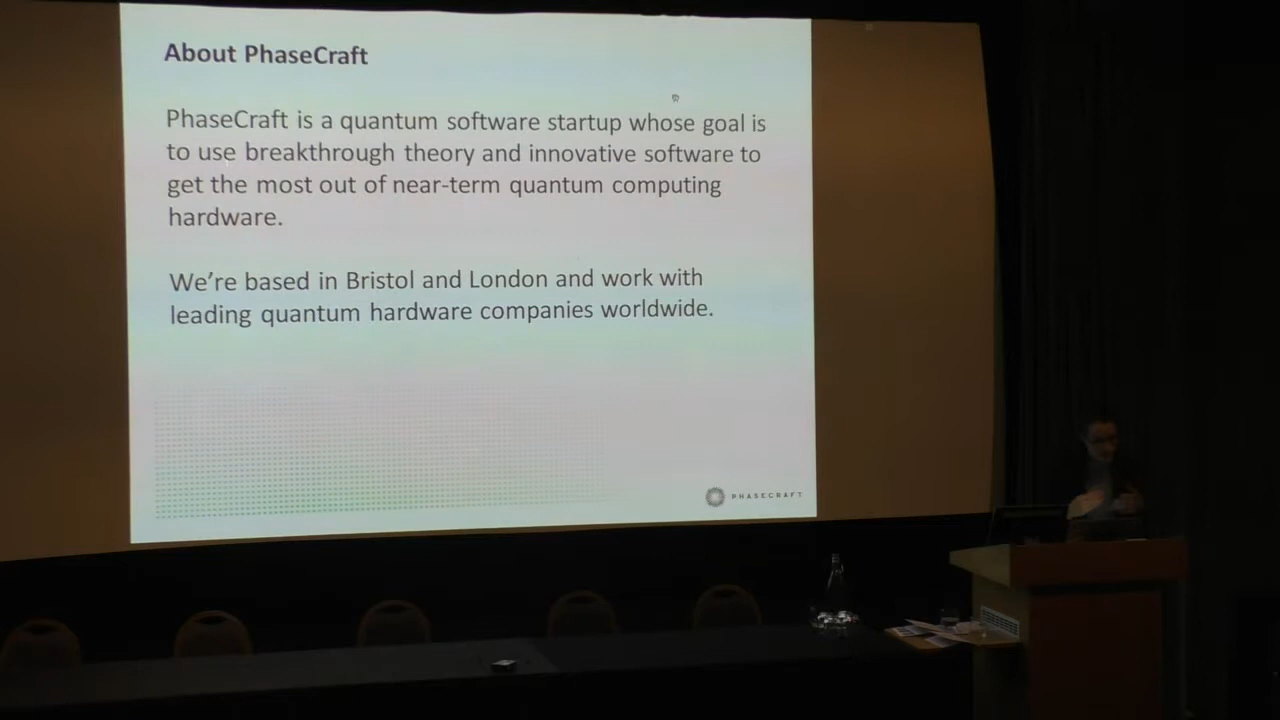 About PhaseCraft
PhaseCraft is a quantum software startup whose goal is
to use breakthrough theory and innovative software to
get the most out of near-term quantum computing
hardware.
We're based in Bristol and London and work with
leading quantum hardware companies worldwide.
PHASECRAFT